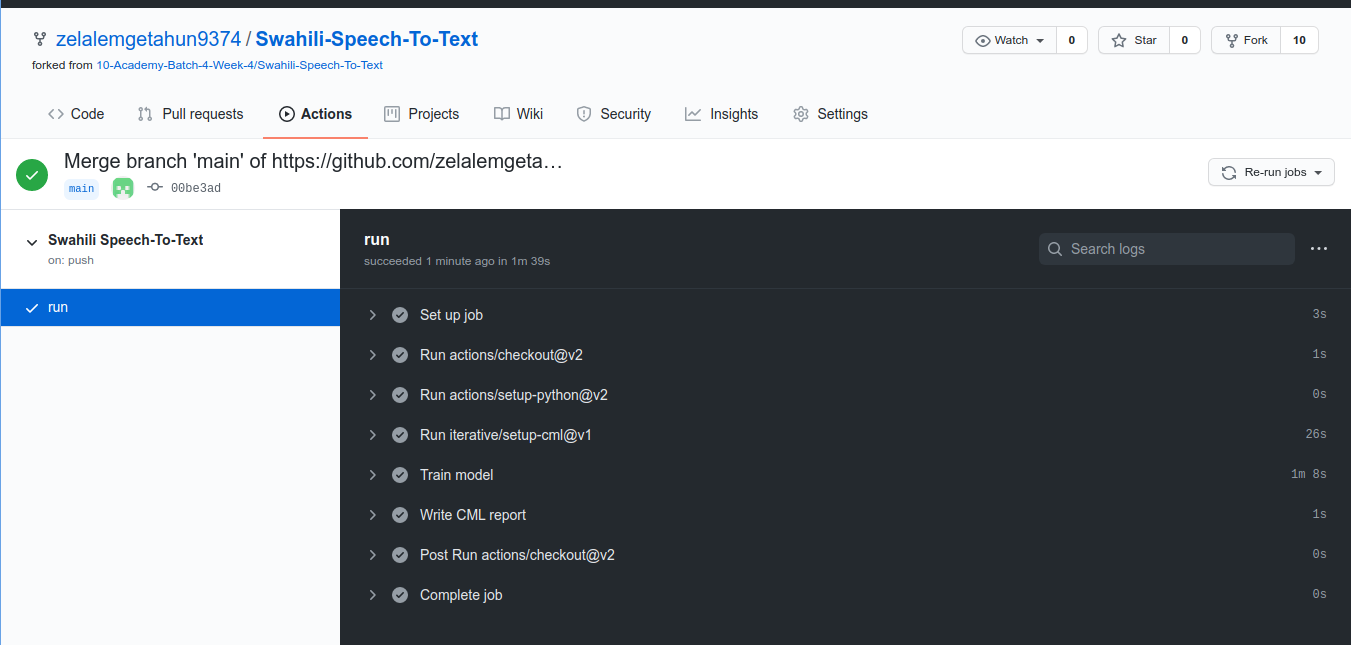 zelalemgetahun9374 / Swahili-Speech-To-Text
Watch 0 Star 0 Fork 10
forked from 10-Academy-Batch-4-Week-4/Swahili-Speech-To-Text
Code Pull requests Actions Projects Wiki Insights Security Settings
Merge branch 'main' of https://github.com/zelalemgeta…
main 00be3ad
Re-run jobs
Swahili Speech-To-Text
on: push
run
run
succeeded 1 minute ago in 1m 39s
Search logs
Set up job 3s
Run actions/checkout@v2 1s
Run actions/setup-python@v2 0s
Run iterative/setup-cml@v1 26s
Train model 1m 8s
Write CML report 1s
Post Run actions/checkout@v2 0s
Complete job 0s